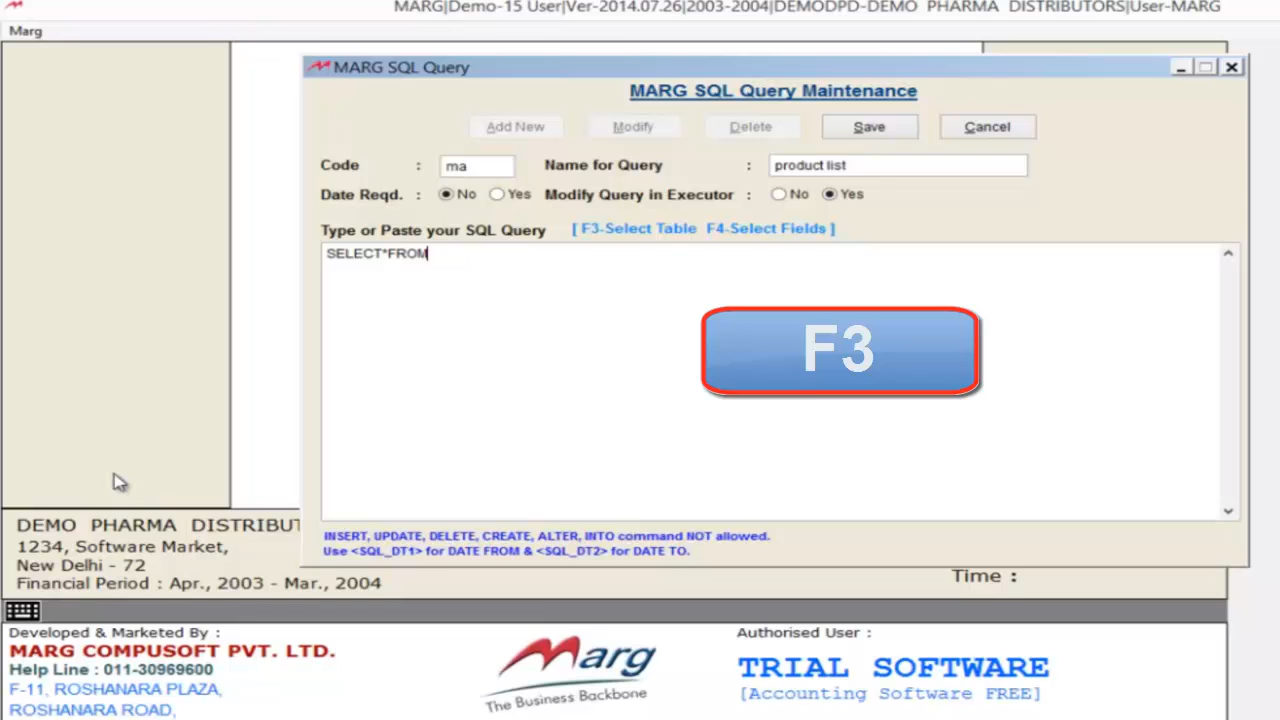 MARG|Demo-15 User|Ver-2014.07.26|2003-2004|DEMODPD-DEMO PHARMA DISTRIBUTORS|User-MARG
Marg
MARG SQL Query
MARG SQL Query Maintenance
Add New Modify Delete Save Cancel
Code : ma Name for Query : product list
Date Reqd. : No Yes Modify Query in Executor : No Yes
Type or Paste your SQL Query [ F3-Select Table F4-Select Fields ]
SELECT*FROM
F3
INSERT, UPDATE, DELETE, CREATE, ALTER, INTO command NOT allowed.
Use <SQL_DT1> for DATE FROM & <SQL_DT2> for DATE TO.
DEMO PHARMA DISTRIBUT
1234, Software Market,
New Delhi - 72
Financial Period : Apr., 2003 - Mar., 2004
Time :
Developed & Marketed By :
MARG COMPUSOFT PVT. LTD.
Help Line : 011-30969600
F-11, ROSHANARA PLAZA,
ROSHANARA ROAD,
Marg
The Business Backbone
Authorised User :
TRIAL SOFTWARE
[Accounting Software FREE]